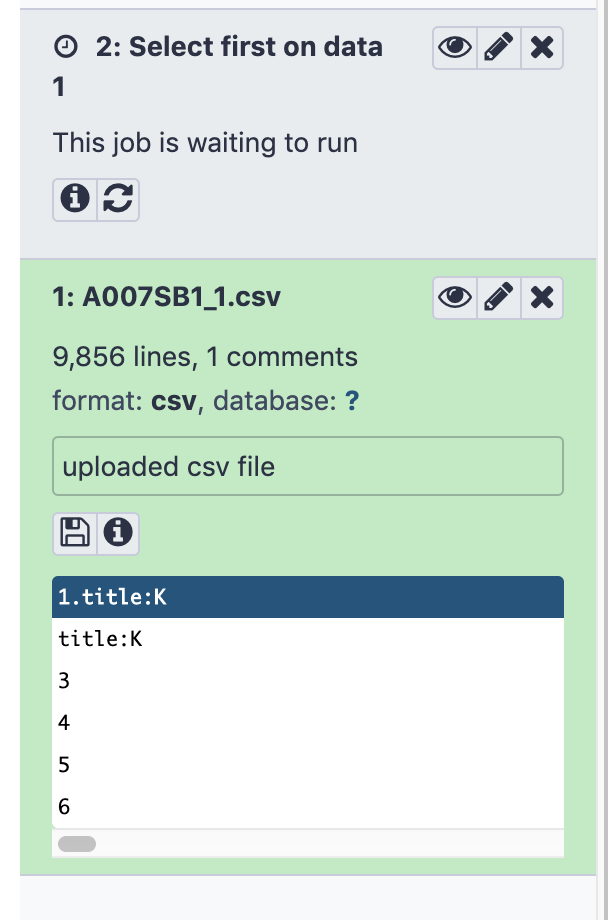 2: Select first on data
1
This job is waiting to run
1: A007SB1_1.csv
9,856 lines, 1 comments
format: csv, database: ?
uploaded csv file
1.title:K
title:K
3
4
5
6